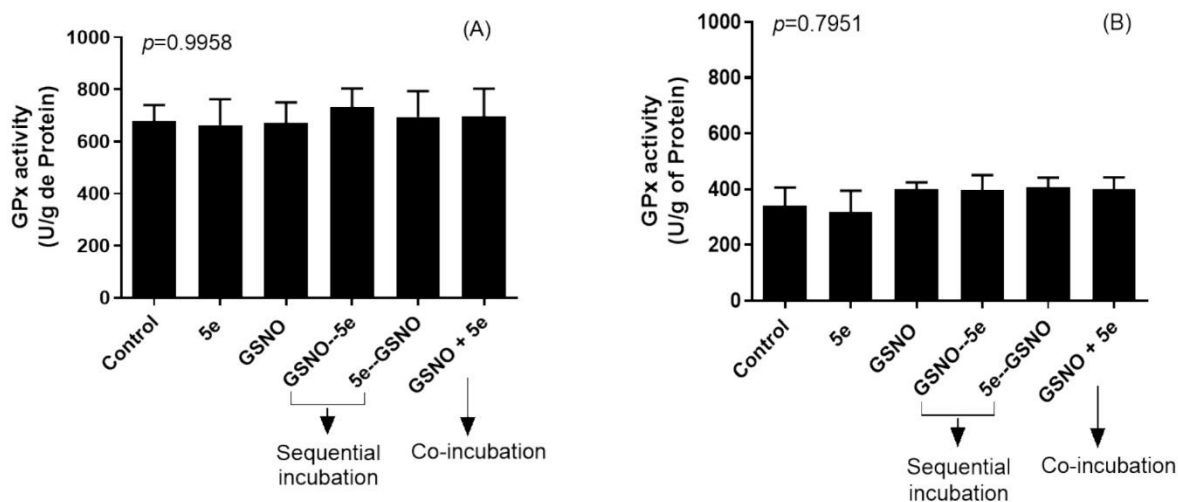 (A)
p=0.9958
GPx activity
(U/g de Protein)
1000
800
600
400
200
0
Control
5e
GSNO
GSNO--5e
5e--GSNO
GSNO + 5e
Sequential
incubation
Co-incubation
(B)
p=0.7951
GPx activity
(U/g of Protein)
1000
800
600
400
200
0
Control
5e
GSNO
GSNO--5e
5e--GSNO
GSNO + 5e
Sequential
incubation
Co-incubation